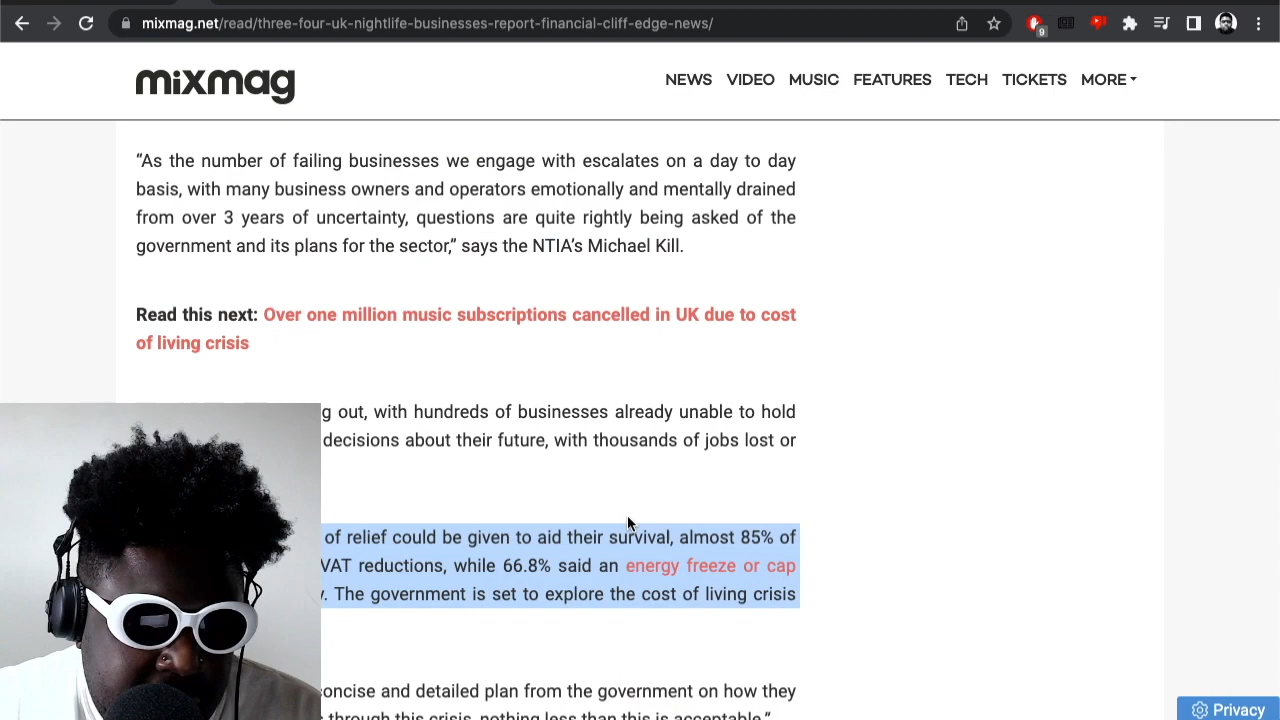 mixmag.net/read/three-four-uk-nightlife-businesses-report-financial-cliff-edge-news/
9
mixmag
NEWS VIDEO MUSIC FEATURES TECH TICKETS MORE
“As the number of failing businesses we engage with escalates on a day to day
basis, with many business owners and operators emotionally and mentally drained
from over 3 years of uncertainty, questions are quite rightly being asked of the
government and its plans for the sector,” says the NTIA’s Michael Kill.
Read this next: Over one million music subscriptions cancelled in UK due to cost
of living crisis
g out, with hundreds of businesses already unable to hold
decisions about their future, with thousands of jobs lost or
of relief could be given to aid their survival, almost 85% of
VAT reductions, while 66.8% said an energy freeze or cap
. The government is set to explore the cost of living crisis
oncise and detailed plan from the government on how they
through this crisis, nothing less than this is acceptable.”
Privacy